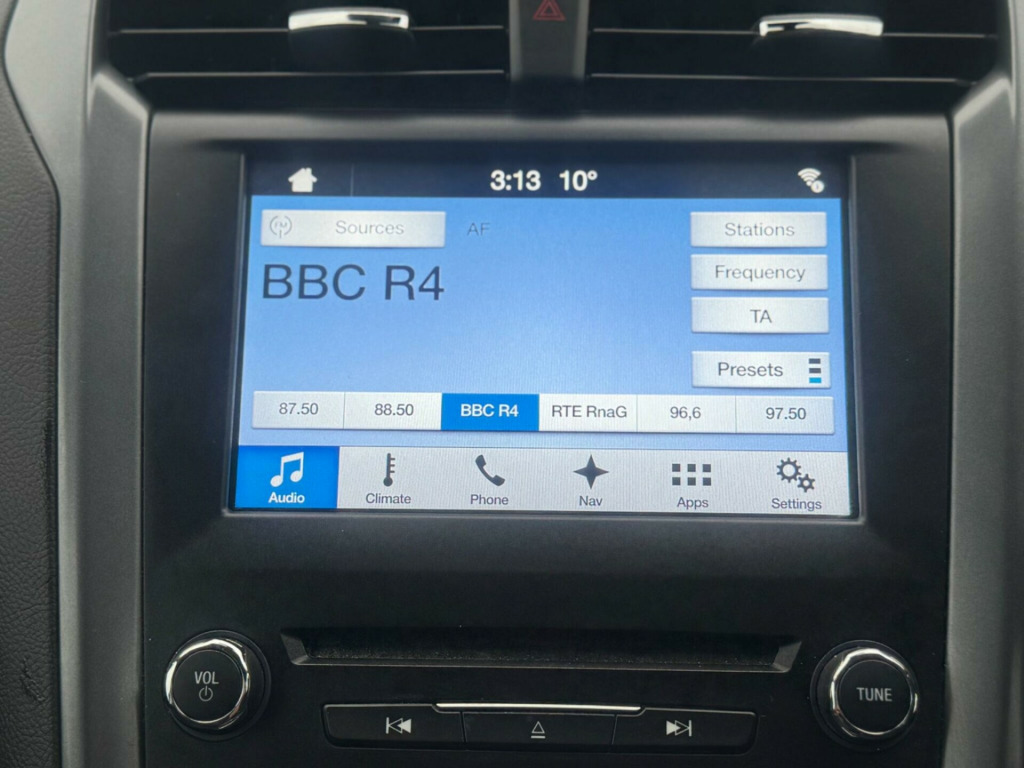 3:13 10°
FM Sources AF Stations
BBC R4
Frequency
TA
Presets
87.50 88.50 BBC R4 RTE RnaG 96,6 97.50
Audio Climate Phone Nav Apps Settings
VOL TUNE